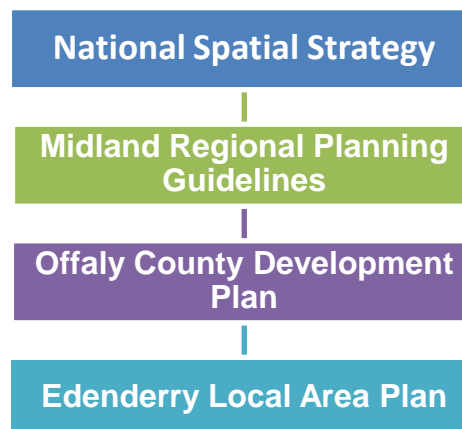 National Spatial Strategy
Midland Regional Planning
Guidelines
Offaly County Development
Plan
Edenderry Local Area Plan